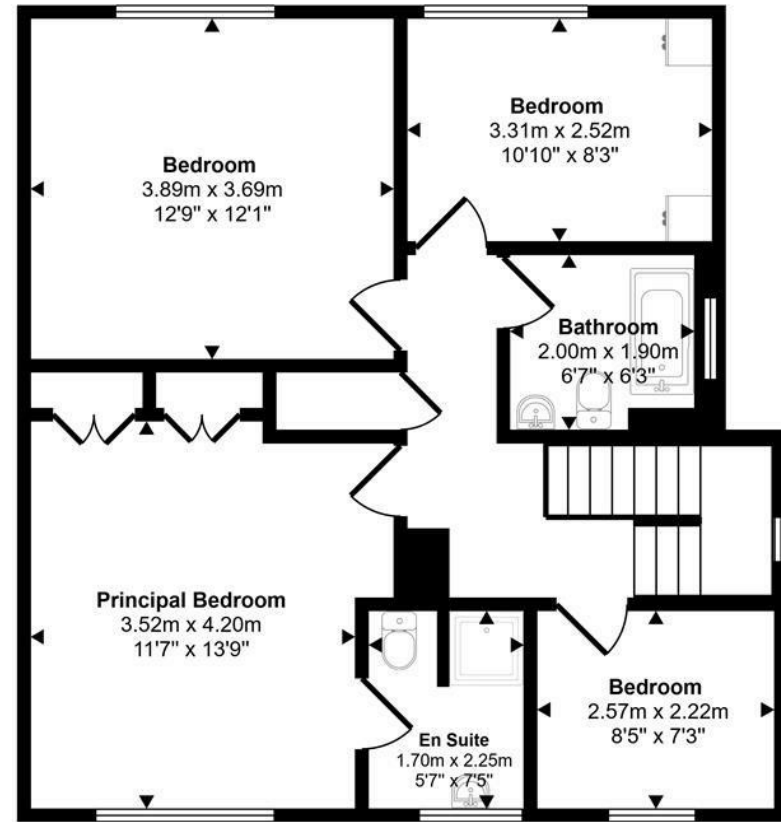 Bedroom
3.89m x 3.69m
12'9" x 12'1"
Bedroom
3.31m x 2.52m
10'10" x 8'3"
Bathroom
2.00m x 1.90m
6'7" x 6'3"
Principal Bedroom
3.52m x 4.20m
11'7" x 13'9"
En Suite
1.70m x 2.25m
5'7" x 7'5"
Bedroom
2.57m x 2.22m
8'5" x 7'3"